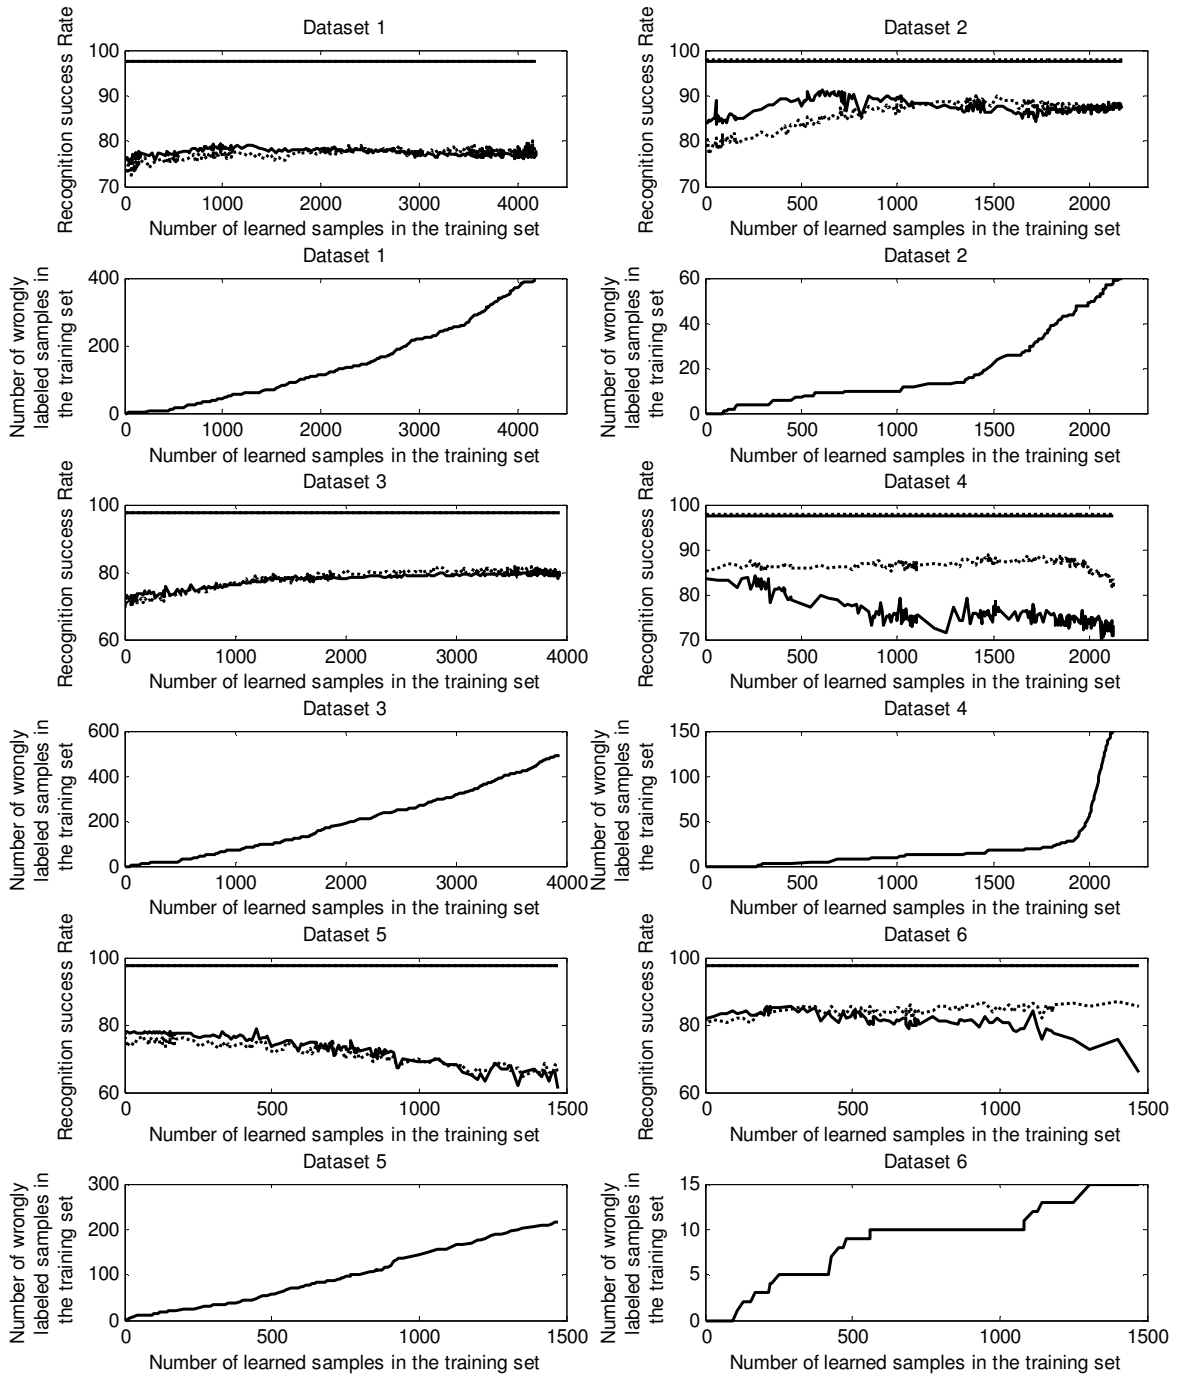 Dataset 1
Recognition success Rate
100
90
80
70
0 1000 2000 3000 4000
Number of learned samples in the training set
Dataset 2
Recognition success Rate
100
90
80
70
0 500 1000 1500 2000
Number of learned samples in the training set
Dataset 1
Number of wrongly
labeled samples in
the training set
400
200
0
0 1000 2000 3000 4000
Number of learned samples in the training set
Dataset 2
Number of wrongly
labeled samples in
the training set
60
40
20
0
0 500 1000 1500 2000
Number of learned samples in the training set
Dataset 3
Recognition success Rate
100
80
60
0 1000 2000 3000 4000
Number of learned samples in the training set
Dataset 4
Recognition success Rate
100
90
80
70
0 500 1000 1500 2000
Number of learned samples in the training set
Dataset 3
Number of wrongly
labeled samples in
the training set
600
400
200
0
0 1000 2000 3000 4000
Number of learned samples in the training set
Dataset 4
Number of wrongly
labeled samples in
the training set
150
100
50
0
0 500 1000 1500 2000
Number of learned samples in the training set
Dataset 5
Recognition success Rate
100
80
60
0 500 1000 1500
Number of learned samples in the training set
Dataset 6
Recognition success Rate
100
80
60
0 500 1000 1500
Number of learned samples in the training set
Dataset 5
Number of wrongly
labeled samples in
the training set
300
200
100
0
0 500 1000 1500
Number of learned samples in the training set
Dataset 6
Number of wrongly
labeled samples in
the training set
15
10
5
0
0 500 1000 1500
Number of learned samples in the training set